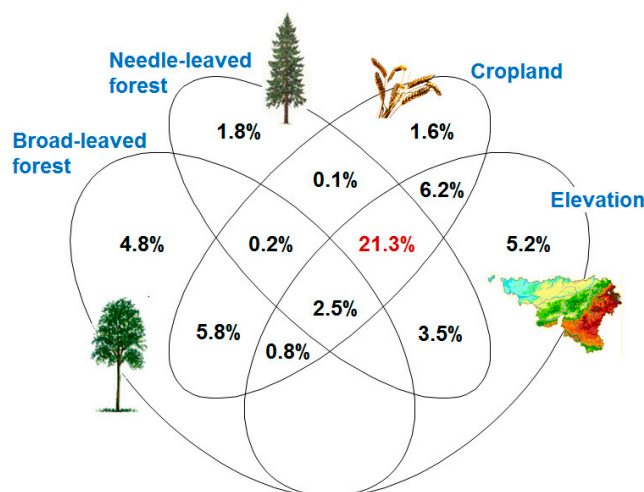 Needle-leaved
forest
Cropland
Broad-leaved
forest
1.8%
1.6%
0.1%
6.2%
Elevation
4.8%
0.2%
21.3%
5.2%
2.5%
5.8%
3.5%
0.8%